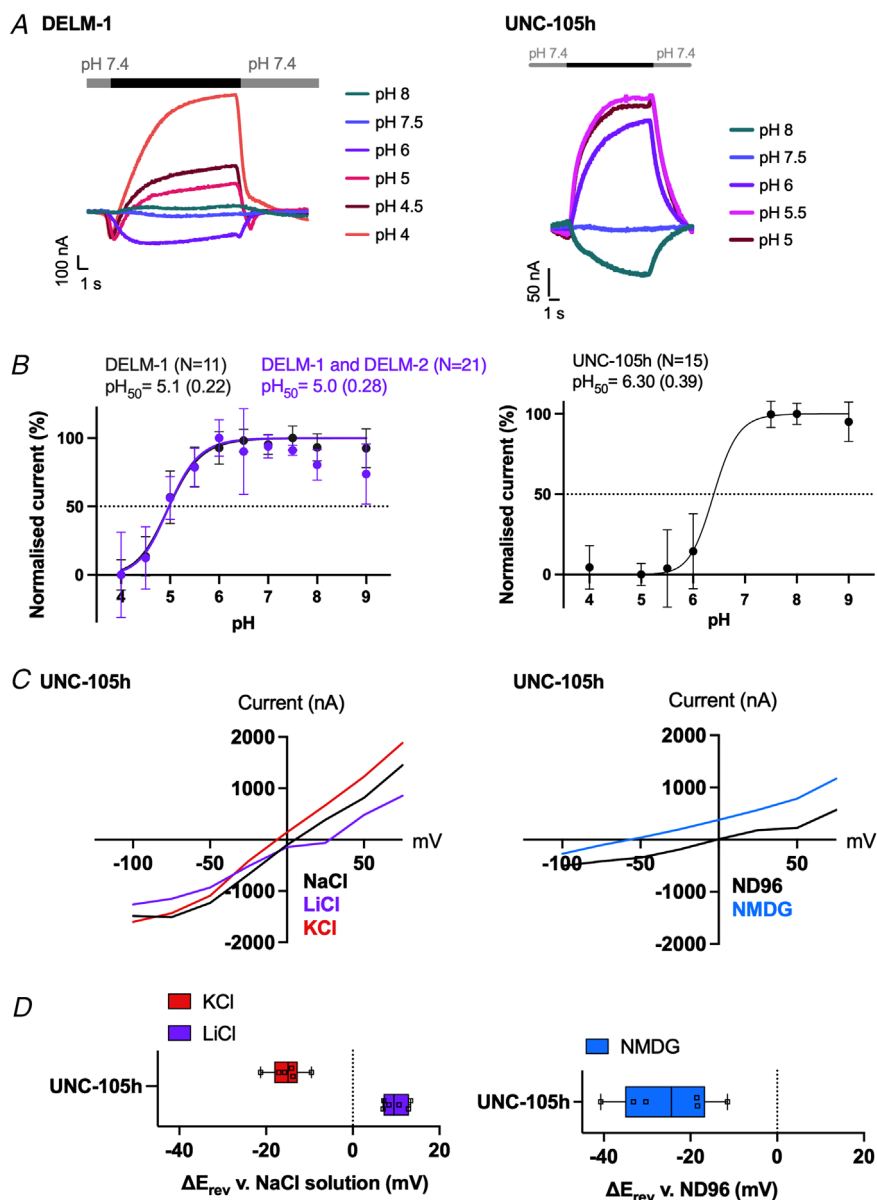 A DELM-1
pH 7.4
pH 7.4
pH 8
pH 7.5
pH 6
pH 5
pH 4.5
pH 4
100 nA
1 s
UNC-105h
pH 7.4
pH 7.4
pH 8
pH 7.5
pH 6
pH 5.5
pH 5
50 nA
1 s
B
DELM-1 (N=11)
pH50= 5.1 (0.22)
DELM-1 and DELM-2 (N=21)
pH50= 5.0 (0.28)
Normalised current (%)
100
50
0
4 5 6 7 8 9
pH
UNC-105h (N=15)
pH50= 6.30 (0.39)
Normalised current (%)
100
50
0
4 5 6 7 8 9
pH
C UNC-105h
Current (nA)
2000
1000
-1000
-2000
-100 -50 50
mV
NaCl
LiCl
KCl
UNC-105h
Current (nA)
2000
1000
-1000
-2000
-100 -50 50
mV
ND96
NMDG
D
KCl
LiCl
UNC-105h
-40 -20 0 20
ΔErev v. NaCl solution (mV)
NMDG
UNC-105h
-40 -20 0 20
ΔErev v. ND96 (mV)